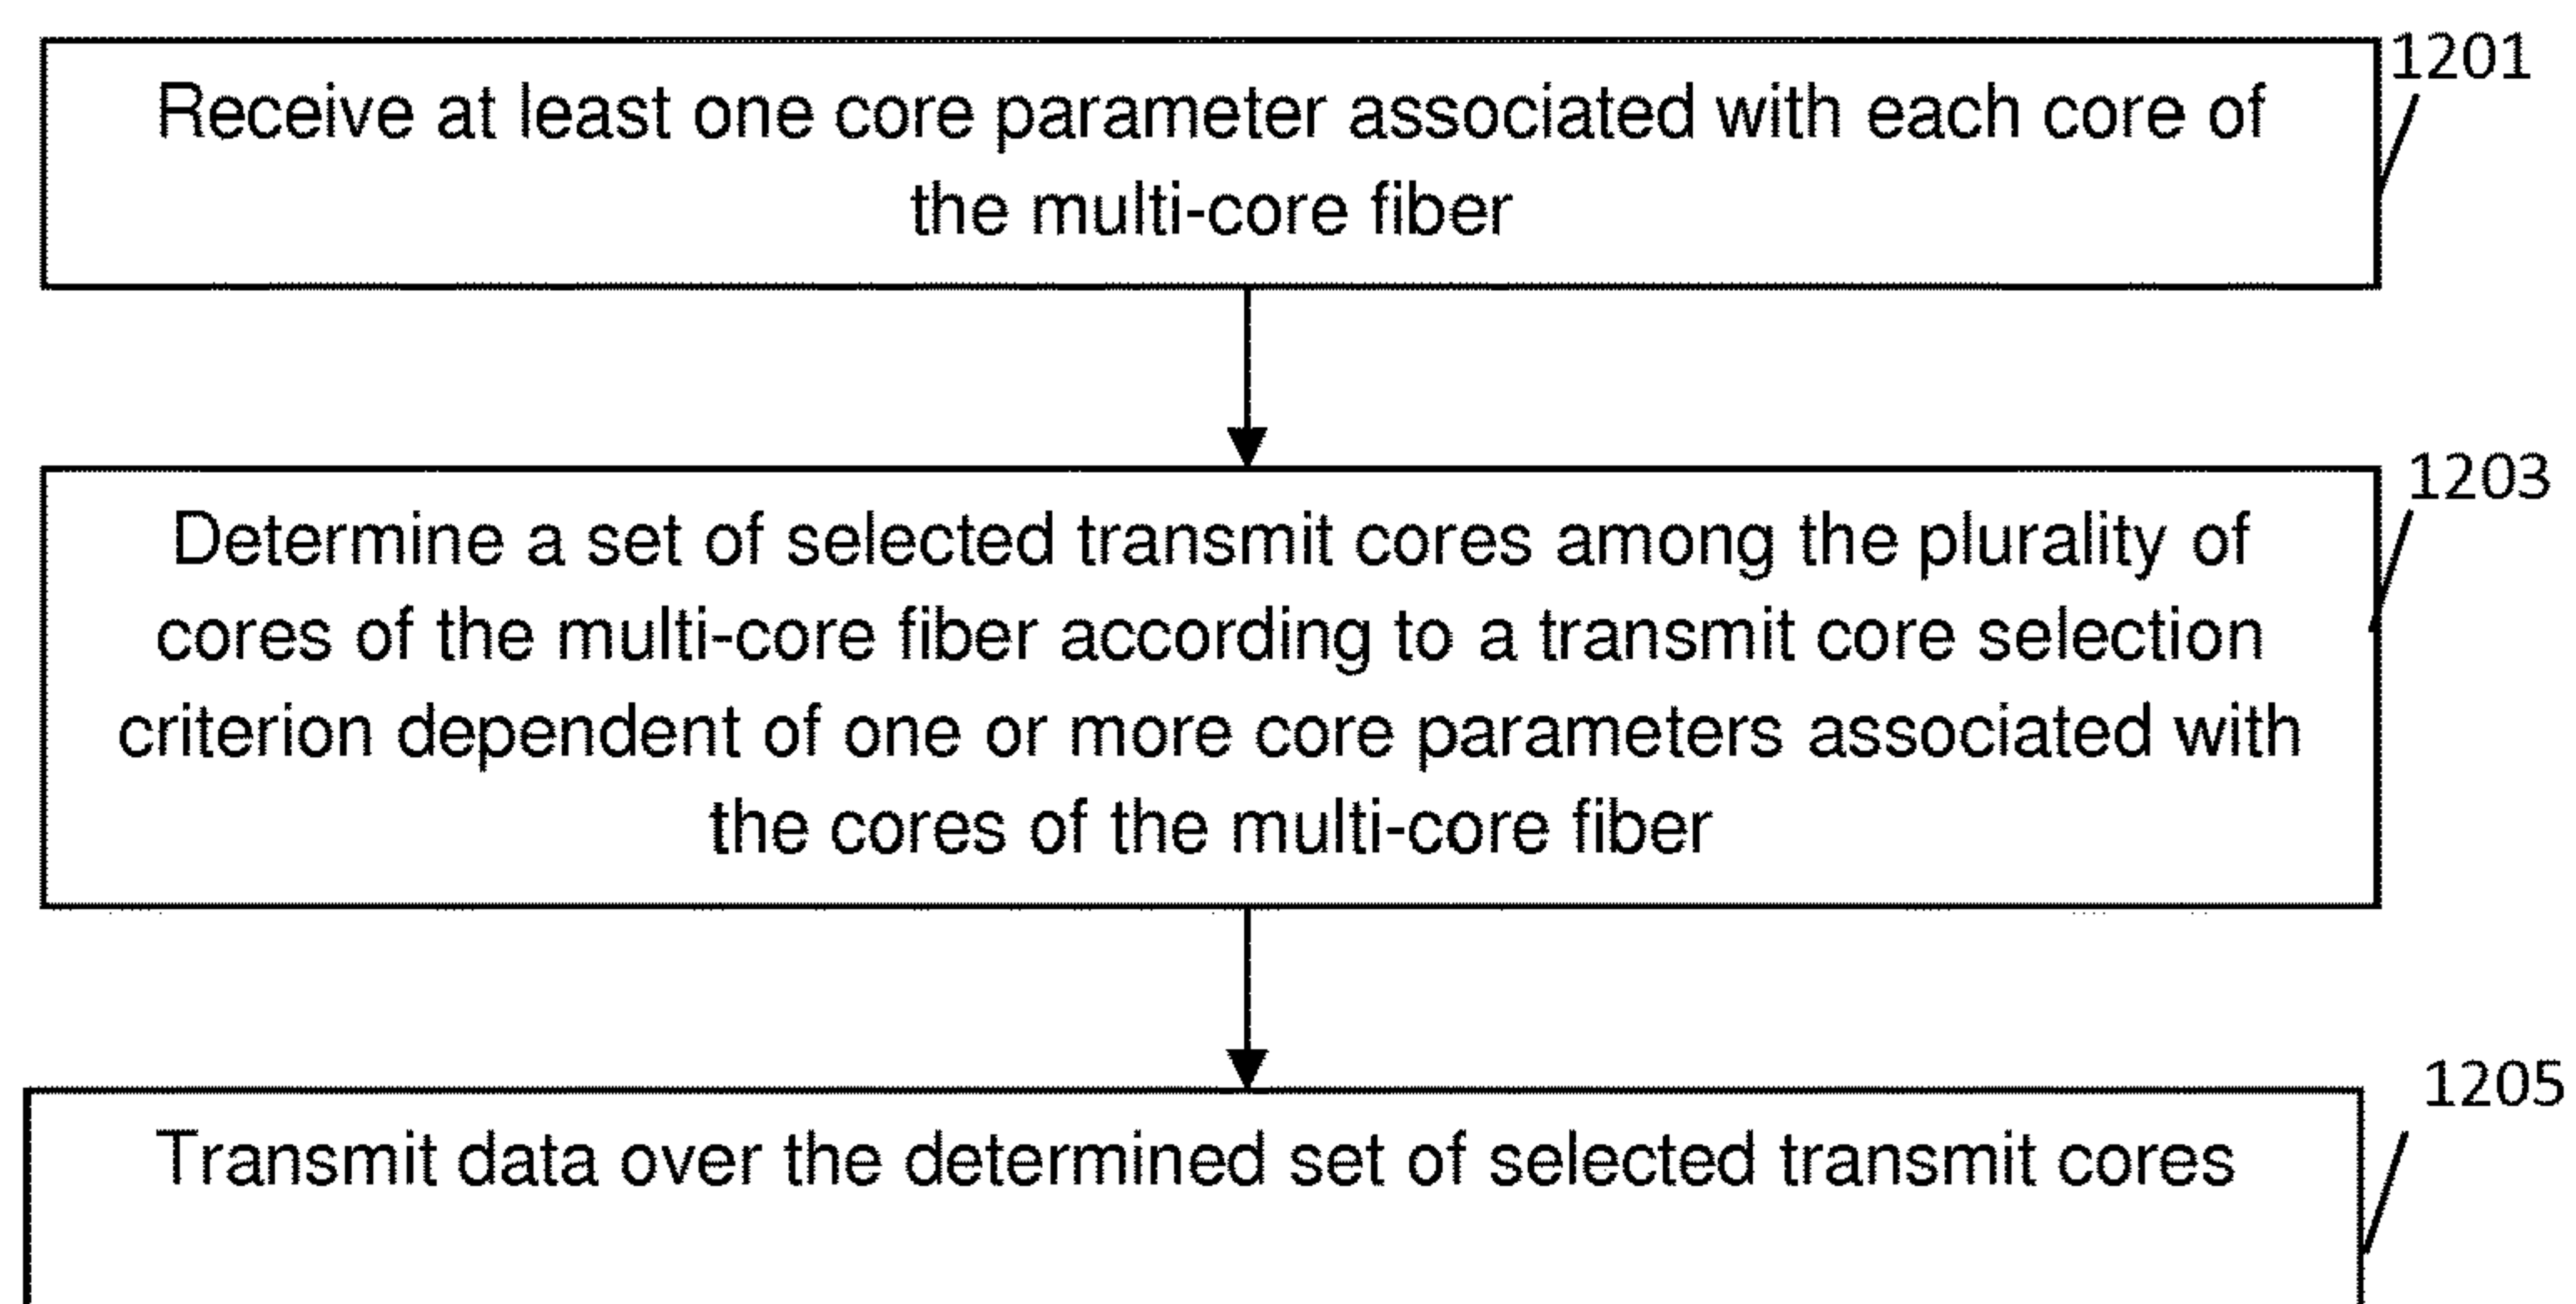 1201
Receive at least one core parameter associated with each core of
the multi-core fiber
1203
Determine a set of selected transmit cores among the plurality of
cores of the multi-core fiber according to a transmit core selection
criterion dependent of one or more core parameters associated with
the cores of the multi-core fiber
1205
Transmit data over the determined set of selected transmit cores